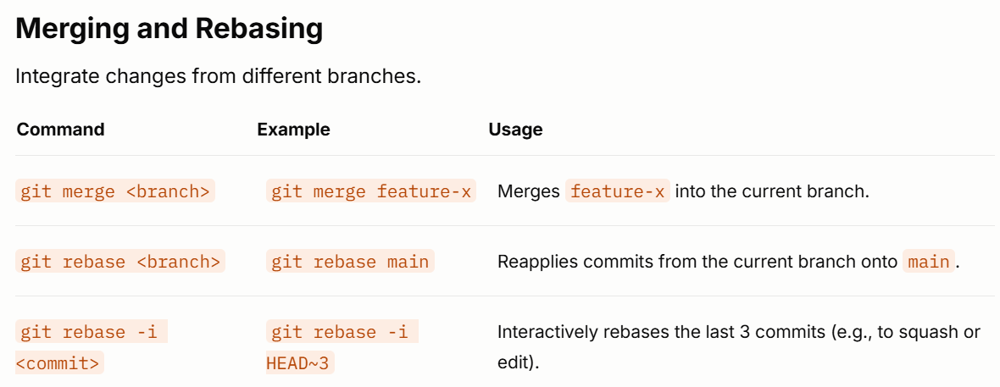 Merging and Rebasing
Integrate changes from different branches.
Command Example Usage
git merge <branch> git merge feature-x Merges feature-x into the current branch.
git rebase <branch> git rebase main Reapplies commits from the current branch onto main.
git rebase -i git rebase -i Interactively rebases the last 3 commits (e.g., to squash or
<commit> HEAD~3 edit).